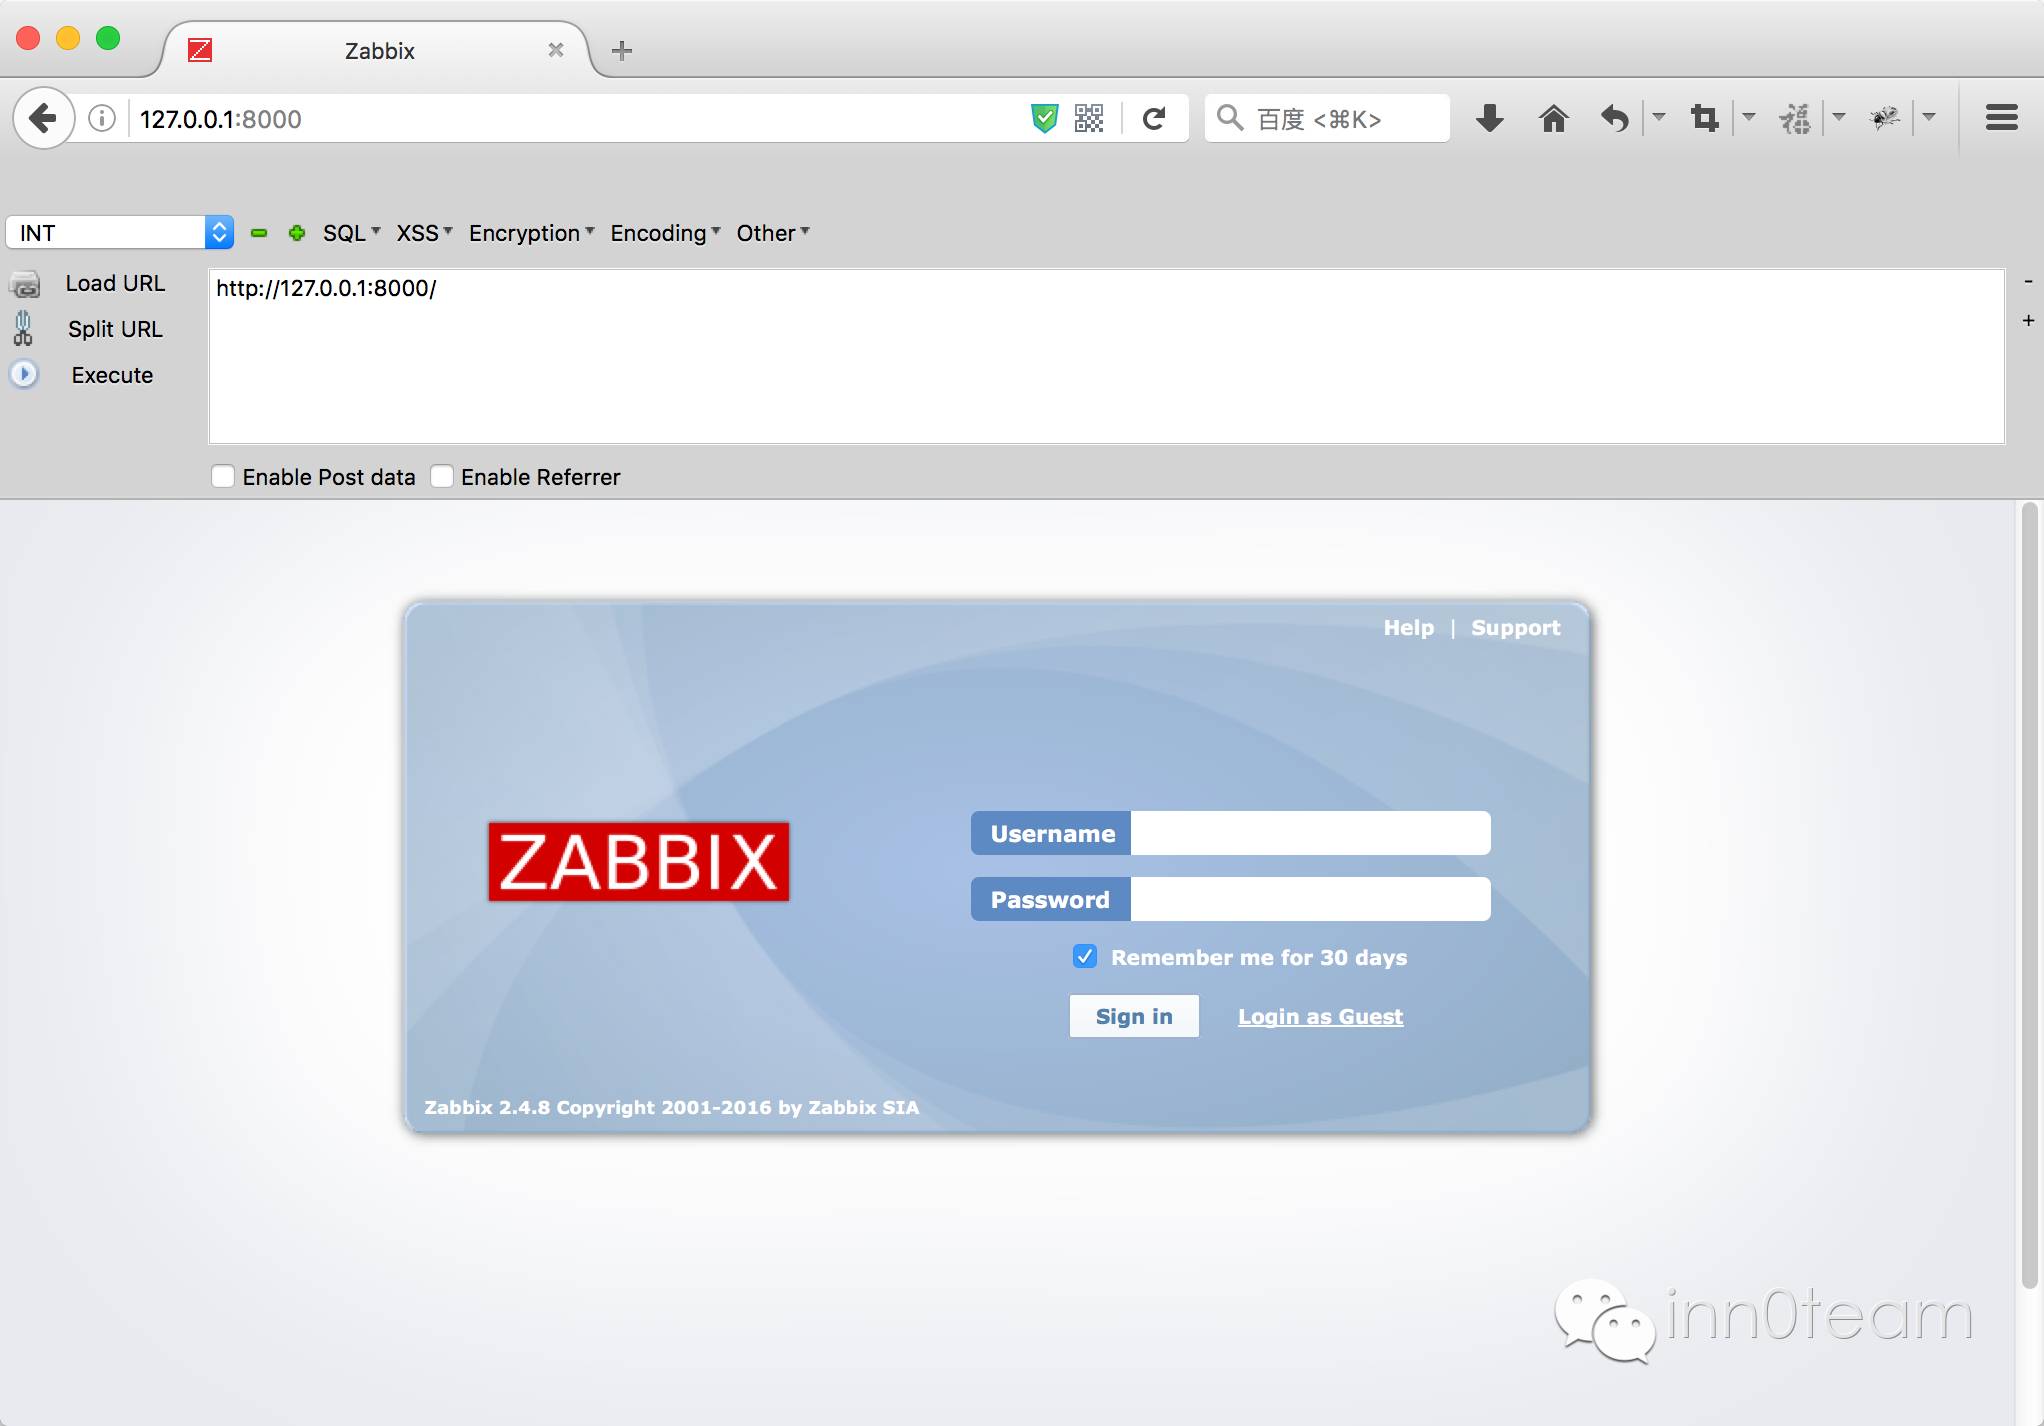 Zabbix
127.0.0.1:8000
百度 <⌘K>
INT SQL XSS Encryption Encoding Other
Load URL
http://127.0.0.1:8000/
Split URL
Execute
Enable Post data Enable Referrer
Help | Support
ZABBIX
Username
Password
Remember me for 30 days
Sign in Login as Guest
Zabbix 2.4.8 Copyright 2001-2016 by Zabbix SIA
inn0team